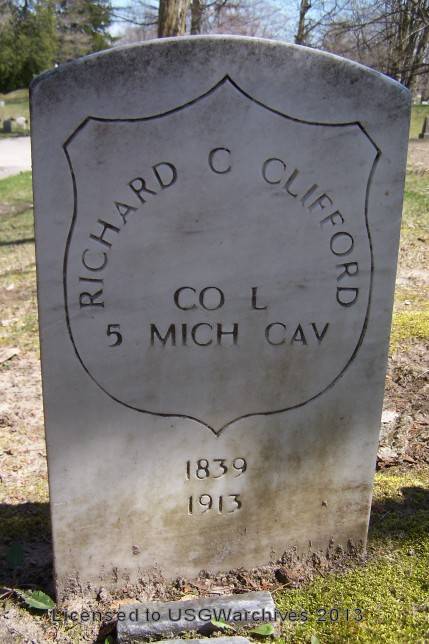 RICHARD C CLIFFORD
CO L
5 MICH CAV
1839
1913
Licensed to USGWarchives 2013